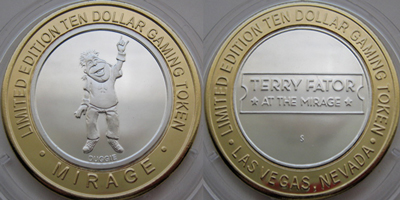 LIMITED EDITION TEN DOLLAR GAMING TOKEN
DUGGIE
• MIRAGE •
LIMITED EDITION TEN DOLLAR GAMING TOKEN
TERRY FATOR
★ AT THE MIRAGE ★
S
• LAS VEGAS, NEVADA •